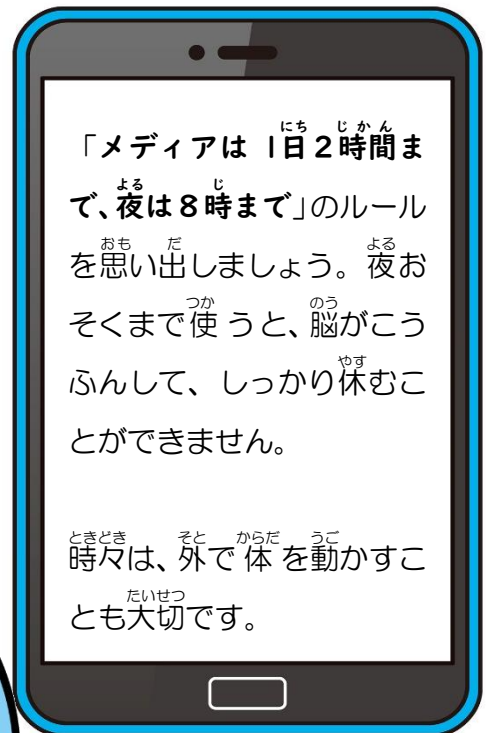 「メディアは 1日2時間ま
で、夜は8時まで」のルール
を思い出しましょう。夜お
そくまで使 うと、脳がこう
ふんして、しっかり休むこ
とができません。
時々は、外で 体 を動かすこ
とも大切です。